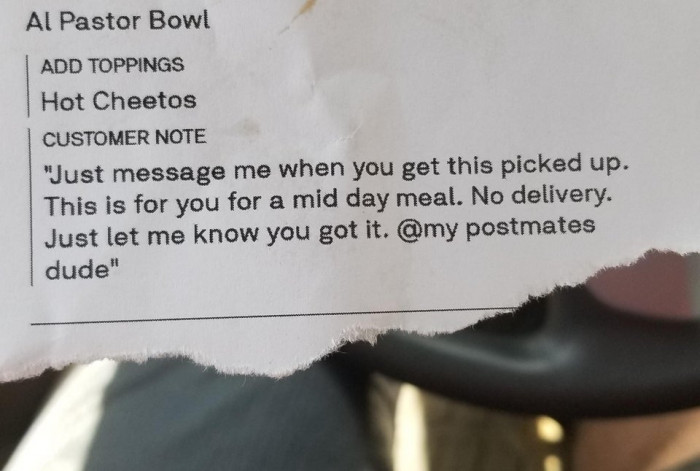 Al Pastor Bowl
ADD TOPPINGS
Hot Cheetos
CUSTOMER NOTE
"Just message me when you get this picked up.
This is for you for a mid day meal. No delivery.
Just let me know you got it. @my postmates
dude"